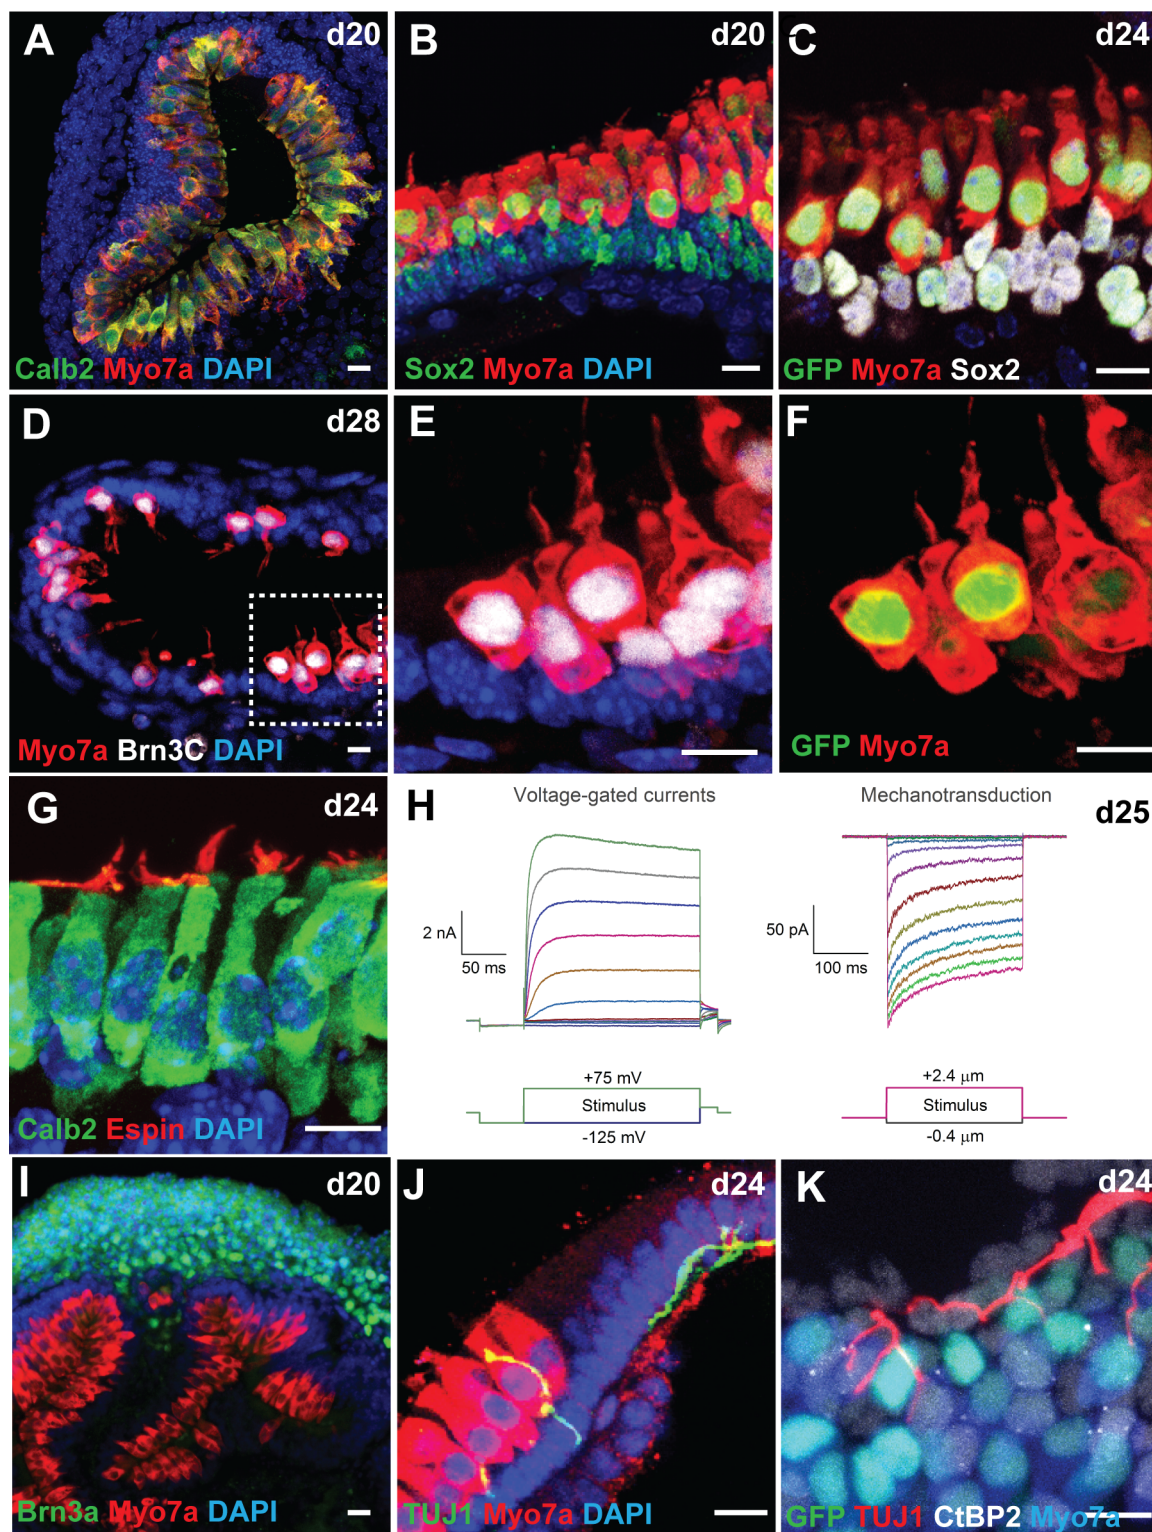 A d20
Calb2 Myo7a DAPI
B d20
Sox2 Myo7a DAPI
C d24
GFP Myo7a Sox2
D d28
Myo7a Brn3C DAPI
E
F
GFP Myo7a
G d24
Calb2 Espin DAPI
H d25
Voltage-gated currents
2 nA
50 ms
+75 mV
Stimulus
-125 mV
Mechanotransduction
50 pA
100 ms
+2.4 µm
Stimulus
-0.4 µm
I d20
Brn3a Myo7a DAPI
J d24
TUJ1 Myo7a DAPI
K d24
GFP TUJ1 CtBP2 Myo7a